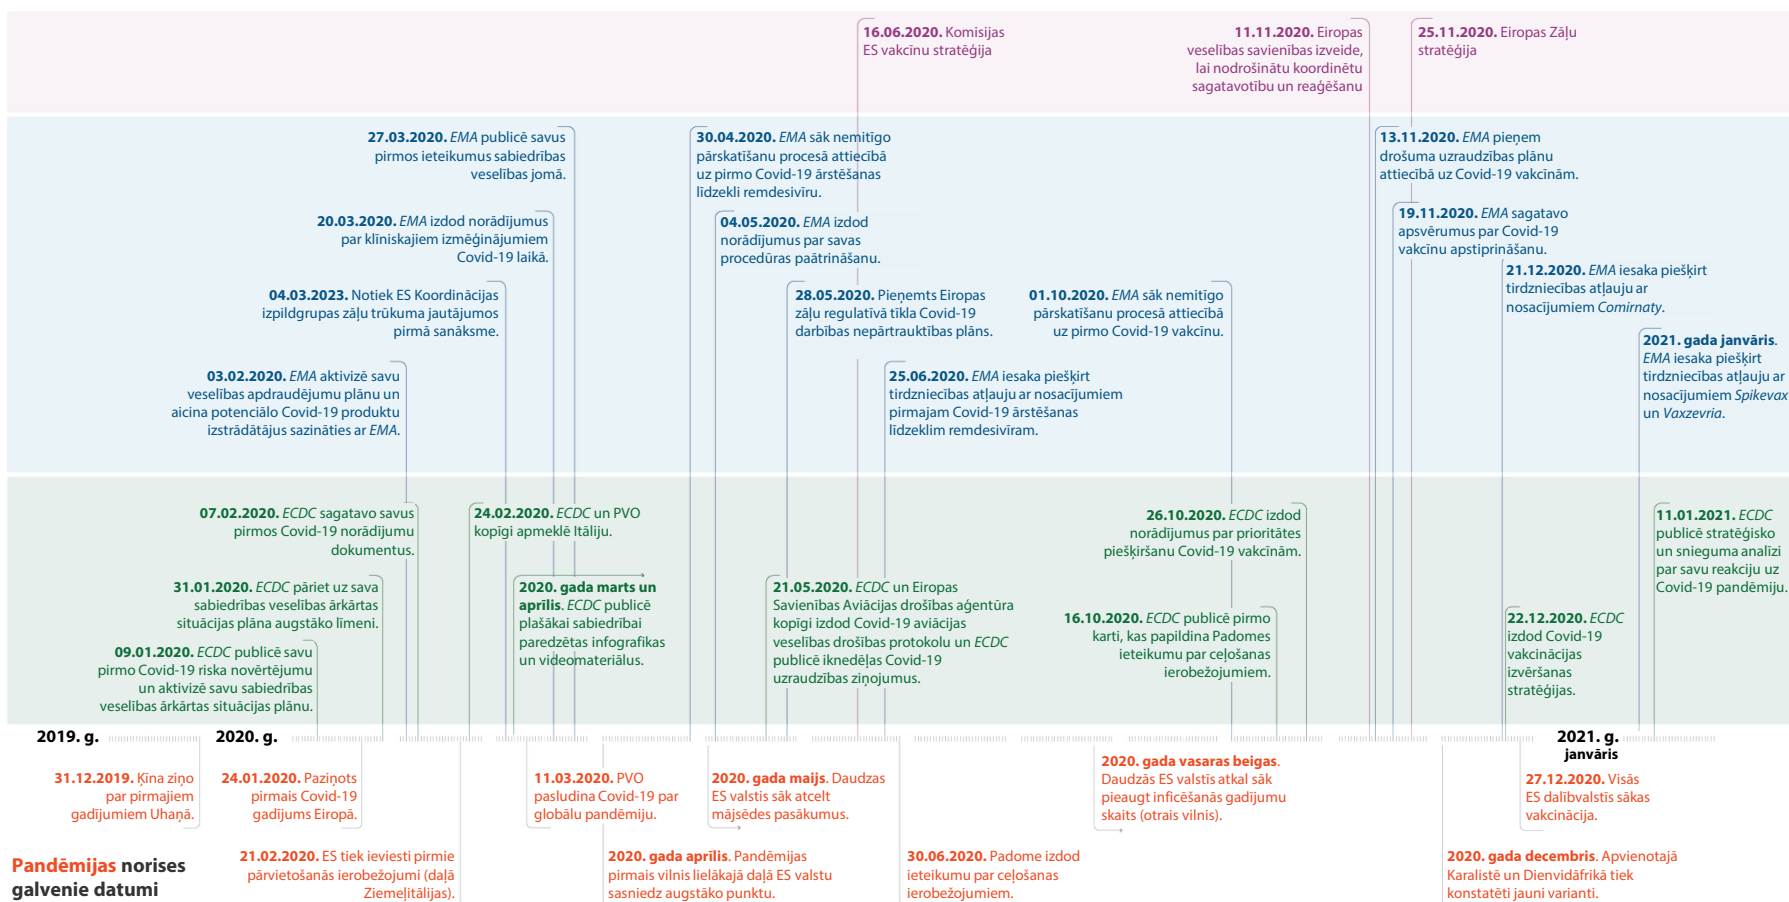 16.06.2020. Komisijas
ES vakcīnu stratēģija
11.11.2020. Eiropas
veselības savienības izveide,
lai nodrošinātu koordinētu
sagatavotību un reaģēšanu
25.11.2020. Eiropas Zāļu
stratēģija
27.03.2020. EMA publicē savus
pirmos ieteikumus sabiedrības
veselības jomā.
30.04.2020. EMA sāk nemitīgo
pārskatīšanu procesā attiecībā
uz pirmo Covid-19 ārstēšanas
līdzekli remdesivīru.
13.11.2020. EMA pieņem
drošuma uzraudzības plānu
attiecībā uz Covid-19 vakcīnām.
20.03.2020. EMA izdod norādījumus
par klīniskajiem izmēģinājumiem
Covid-19 laikā.
04.05.2020. EMA izdod
norādījumus par savas
procedūras paātrināšanu.
19.11.2020. EMA sagatavo
apsvērumus par Covid-19
vakcīnu apstiprināšanu.
21.12.2020. EMA iesaka piešķirt
tirdzniecības atļauju ar
nosacījumiem Comirnaty.
04.03.2023. Notiek ES Koordinācijas
izpildgrupas zāļu trūkuma jautājumos
pirmā sanāksme.
28.05.2020. Pieņemts Eiropas
zāļu regulatīvā tīkla Covid-19
darbības nepārtrauktības plāns.
01.10.2020. EMA sāk nemitīgo
pārskatīšanu procesā attiecībā
uz pirmo Covid-19 vakcīnu.
2021. gada janvāris.
EMA iesaka piešķirt
tirdzniecības atļauju ar
nosacījumiem Spikevax
un Vaxzevria.
03.02.2020. EMA aktivizē savu
veselības apdraudējumu plānu un
aicina potenciālo Covid-19 produktu
izstrādātājus sazināties ar EMA.
25.06.2020. EMA iesaka piešķirt
tirdzniecības atļauju ar nosacījumiem
pirmajam Covid-19 ārstēšanas
līdzeklim remdesivīram.
07.02.2020. ECDC sagatavo savus
pirmos Covid-19 norādījumu
dokumentus.
24.02.2020. ECDC un PVO
kopīgi apmeklē Itāliju.
26.10.2020. ECDC izdod
norādījumus par prioritātes
piešķiršanu Covid-19 vakcīnām.
11.01.2021. ECDC
publicē stratēģisko
un snieguma analīzi
par savu reakciju uz
Covid-19 pandēmiju.
31.01.2020. ECDC pāriet uz sava
sabiedrības veselības ārkārtas
situācijas plāna augstāko līmeni.
2020. gada marts un
aprīlis. ECDC publicē
plašākai sabiedrībai
paredzētas infografikas
un videomateriālus.
21.05.2020. ECDC un Eiropas
Savienības Aviācijas drošības aģentūra
kopīgi izdod Covid-19 aviācijas
veselības drošības protokolu un ECDC
publicē iknedēļas Covid-19
uzraudzības ziņojumus.
16.10.2020. ECDC publicē pirmo
karti, kas papildina Padomes
ieteikumu par ceļošanas
ierobežojumiem.
22.12.2020. ECDC
izdod Covid-19
vakcinācijas
izvēršanas
stratēģijas.
09.01.2020. ECDC publicē savu
pirmo Covid-19 riska novērtējumu
un aktivizē savu sabiedrības
veselības ārkārtas situācijas plānu.
2019. g.
2020. g.
2021. g.
janvāris
31.12.2019. Ķīna ziņo
par pirmajiem
gadījumiem Uhaņā.
24.01.2020. Paziņots
pirmais Covid-19
gadījums Eiropā.
11.03.2020. PVO
pasludina Covid-19 par
globālu pandēmiju.
2020. gada maijs. Daudzas
ES valstis sāk atcelt
mājsēdes pasākumus.
2020. gada vasaras beigas.
Daudzās ES valstīs atkal sāk
pieaugt inficēšanās gadījumu
skaits (otrais vilnis).
27.12.2020. Visās
ES dalībvalstīs sākas
vakcinācija.
21.02.2020. ES tiek ieviesti pirmie
pārvietošanās ierobežojumi (daļā
Ziemeļitālijas).
2020. gada aprīlis. Pandēmijas
pirmais vilnis lielākajā daļā ES valstu
sasniedz augstāko punktu.
30.06.2020. Padome izdod
ieteikumu par ceļošanas
ierobežojumiem.
2020. gada decembris. Apvienotajā
Karalistē un Dienvidāfrikā tiek
konstatēti jauni varianti.
Pandēmijas norises
galvenie datumi